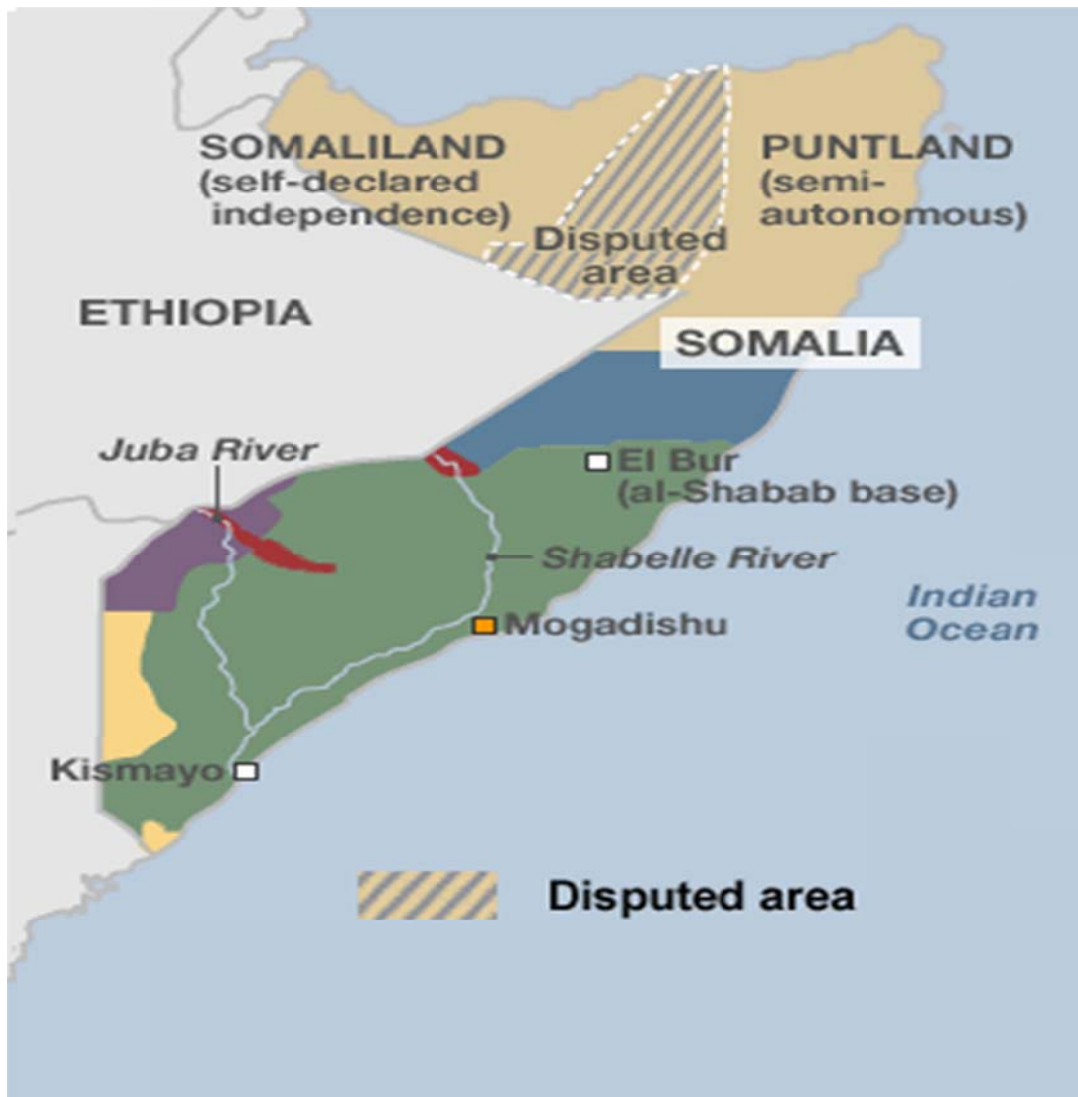 SOMALILAND
(self-declared
independence)
PUNTLAND
(semi-
autonomous)
Disputed
area
ETHIOPIA
SOMALIA
Juba River
El Bur
(al-Shabab base)
Shabelle River
Indian
Ocean
Mogadishu
Kismayo
Disputed area